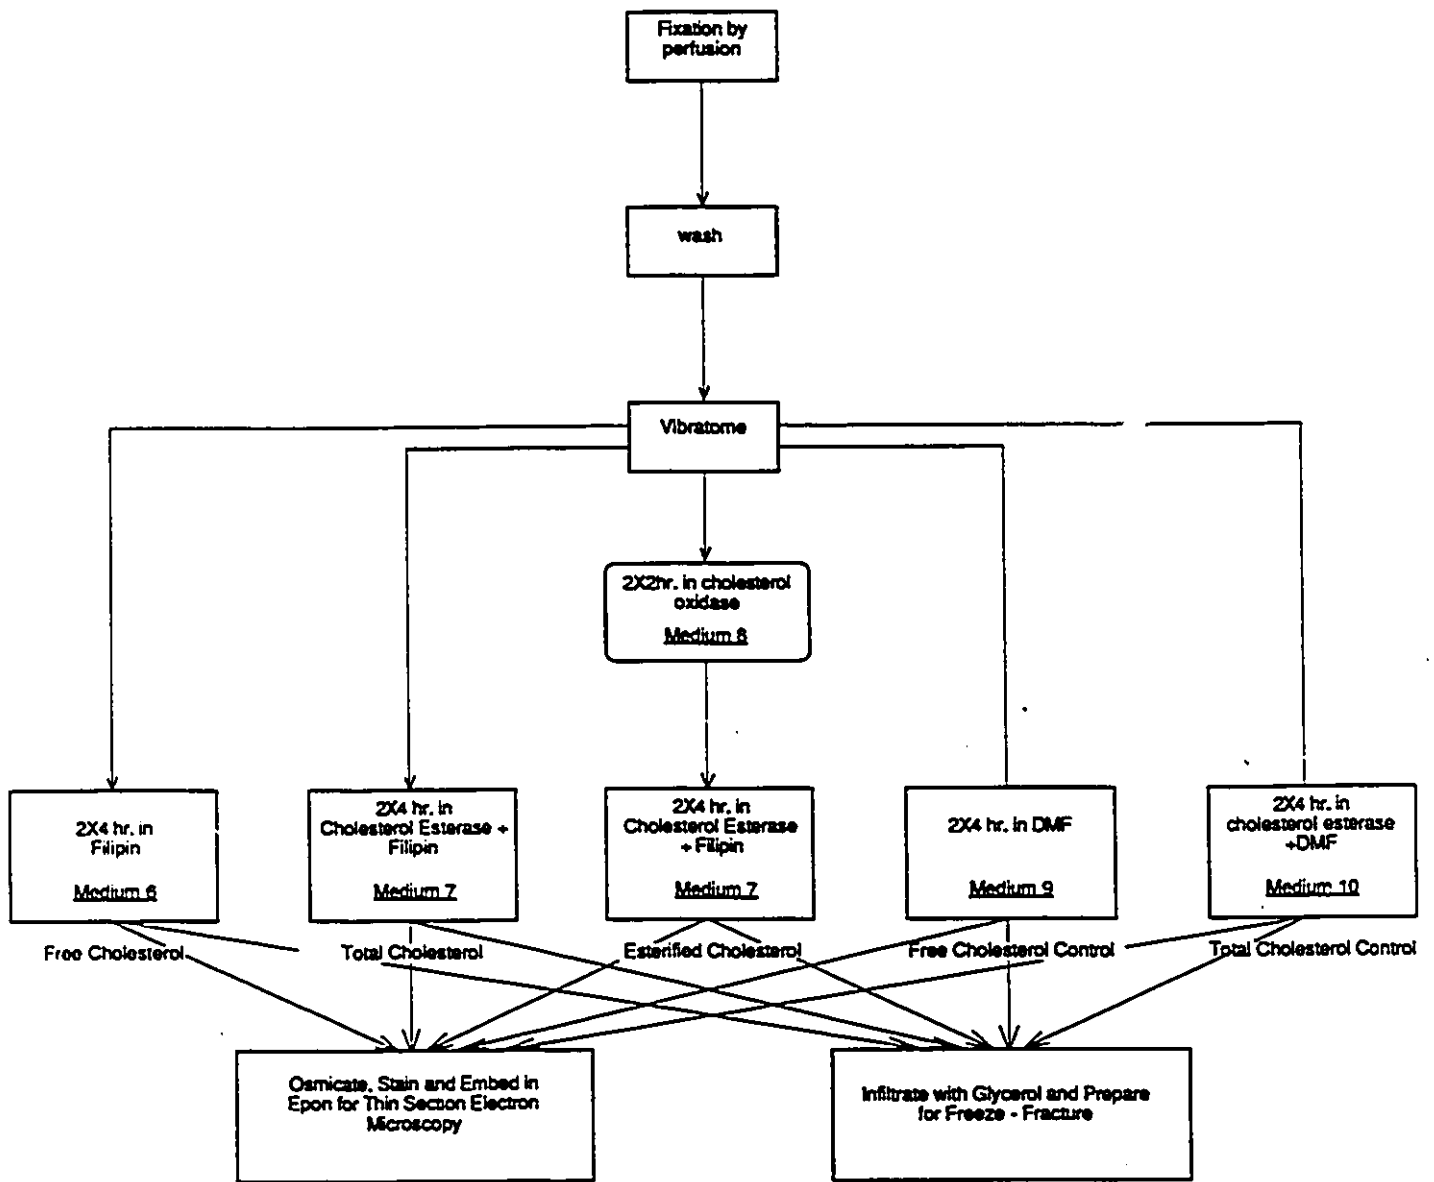 Fixation by
perfusion
wash
Vibratome
2X2hr. in cholesterol
oxidase
Medium 8
2X4 hr. in
Filipin
Medium 6
2X4 hr. in
Cholesterol Esterase +
Filipin
Medium 7
2X4 hr. in
Cholesterol Esterase
+ Filipin
Medium 7
2X4 hr. in DMF
Medium 9
2X4 hr. in
cholesterol esterase
+DMF
Medium 10
Free Cholesterol
Total Cholesterol
Esterified Cholesterol
Free Cholesterol Control
Total Cholesterol Control
Osmicate, Stain and Embed in
Epon for Thin Section Electron
Microscopy
Infiltrate with Glycerol and Prepare
for Freeze - Fracture